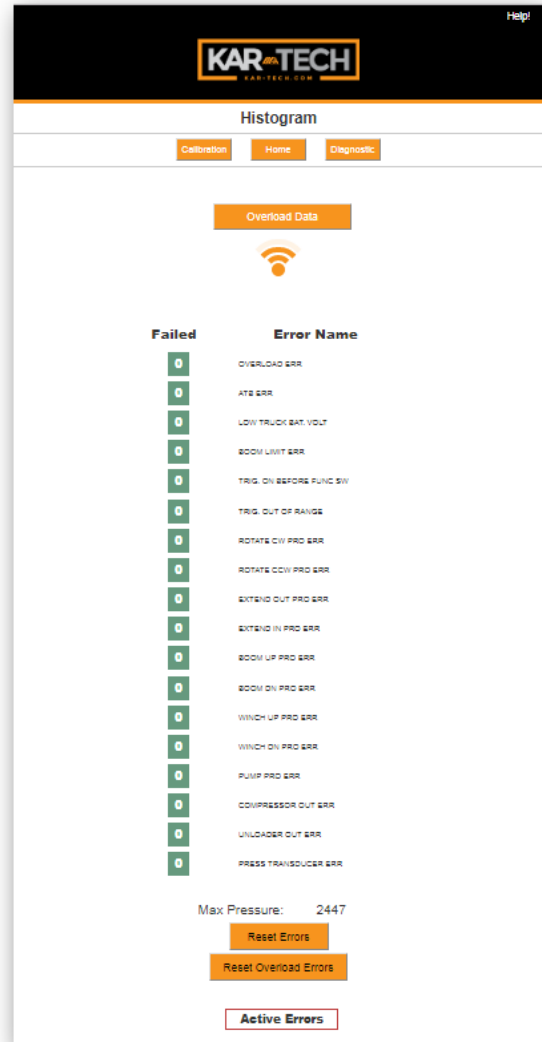 Help!
KAR-TECH
KAR-TECH.COM
Histogram
Calibration Home Diagnostic
Overload Data
Failed Error Name
0 OVERLOAD ERR
0 ATB ERR
0 LOW TRUCK BAT. VOLT
0 BOOM LIMIT ERR
0 TRIG. ON BEFORE FUNC SW
0 TRIG. OUT OF RANGE
0 ROTATE CW PRO ERR
0 ROTATE CCW PRO ERR
0 EXTEND OUT PRO ERR
0 EXTEND IN PRO ERR
0 BOOM UP PRO ERR
0 BOOM DN PRO ERR
0 WINCH UP PRO ERR
0 WINCH DN PRO ERR
0 PUMP PRO ERR
0 COMPRESSOR OUT ERR
0 UNLOADER OUT ERR
0 PRESS TRANSDUCER ERR
Max Pressure: 2447
Reset Errors
Reset Overload Errors
Active Errors